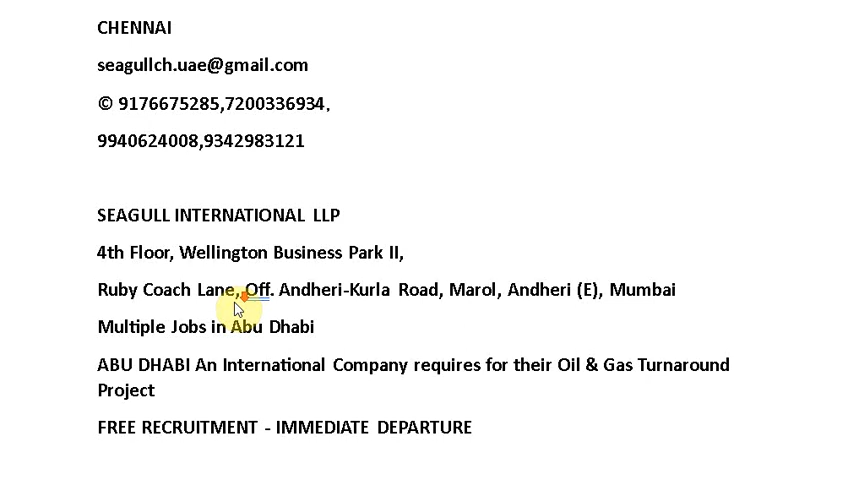 CHENNAI
seagullch.uae@gmail.com
© 9176675285,7200336934,
9940624008,9342983121
SEAGULL INTERNATIONAL LLP
4th Floor, Wellington Business Park II,
Ruby Coach Lane, Off. Andheri-Kurla Road, Marol, Andheri (E), Mumbai
Multiple Jobs in Abu Dhabi
ABU DHABI An International Company requires for their Oil & Gas Turnaround
Project
FREE RECRUITMENT - IMMEDIATE DEPARTURE